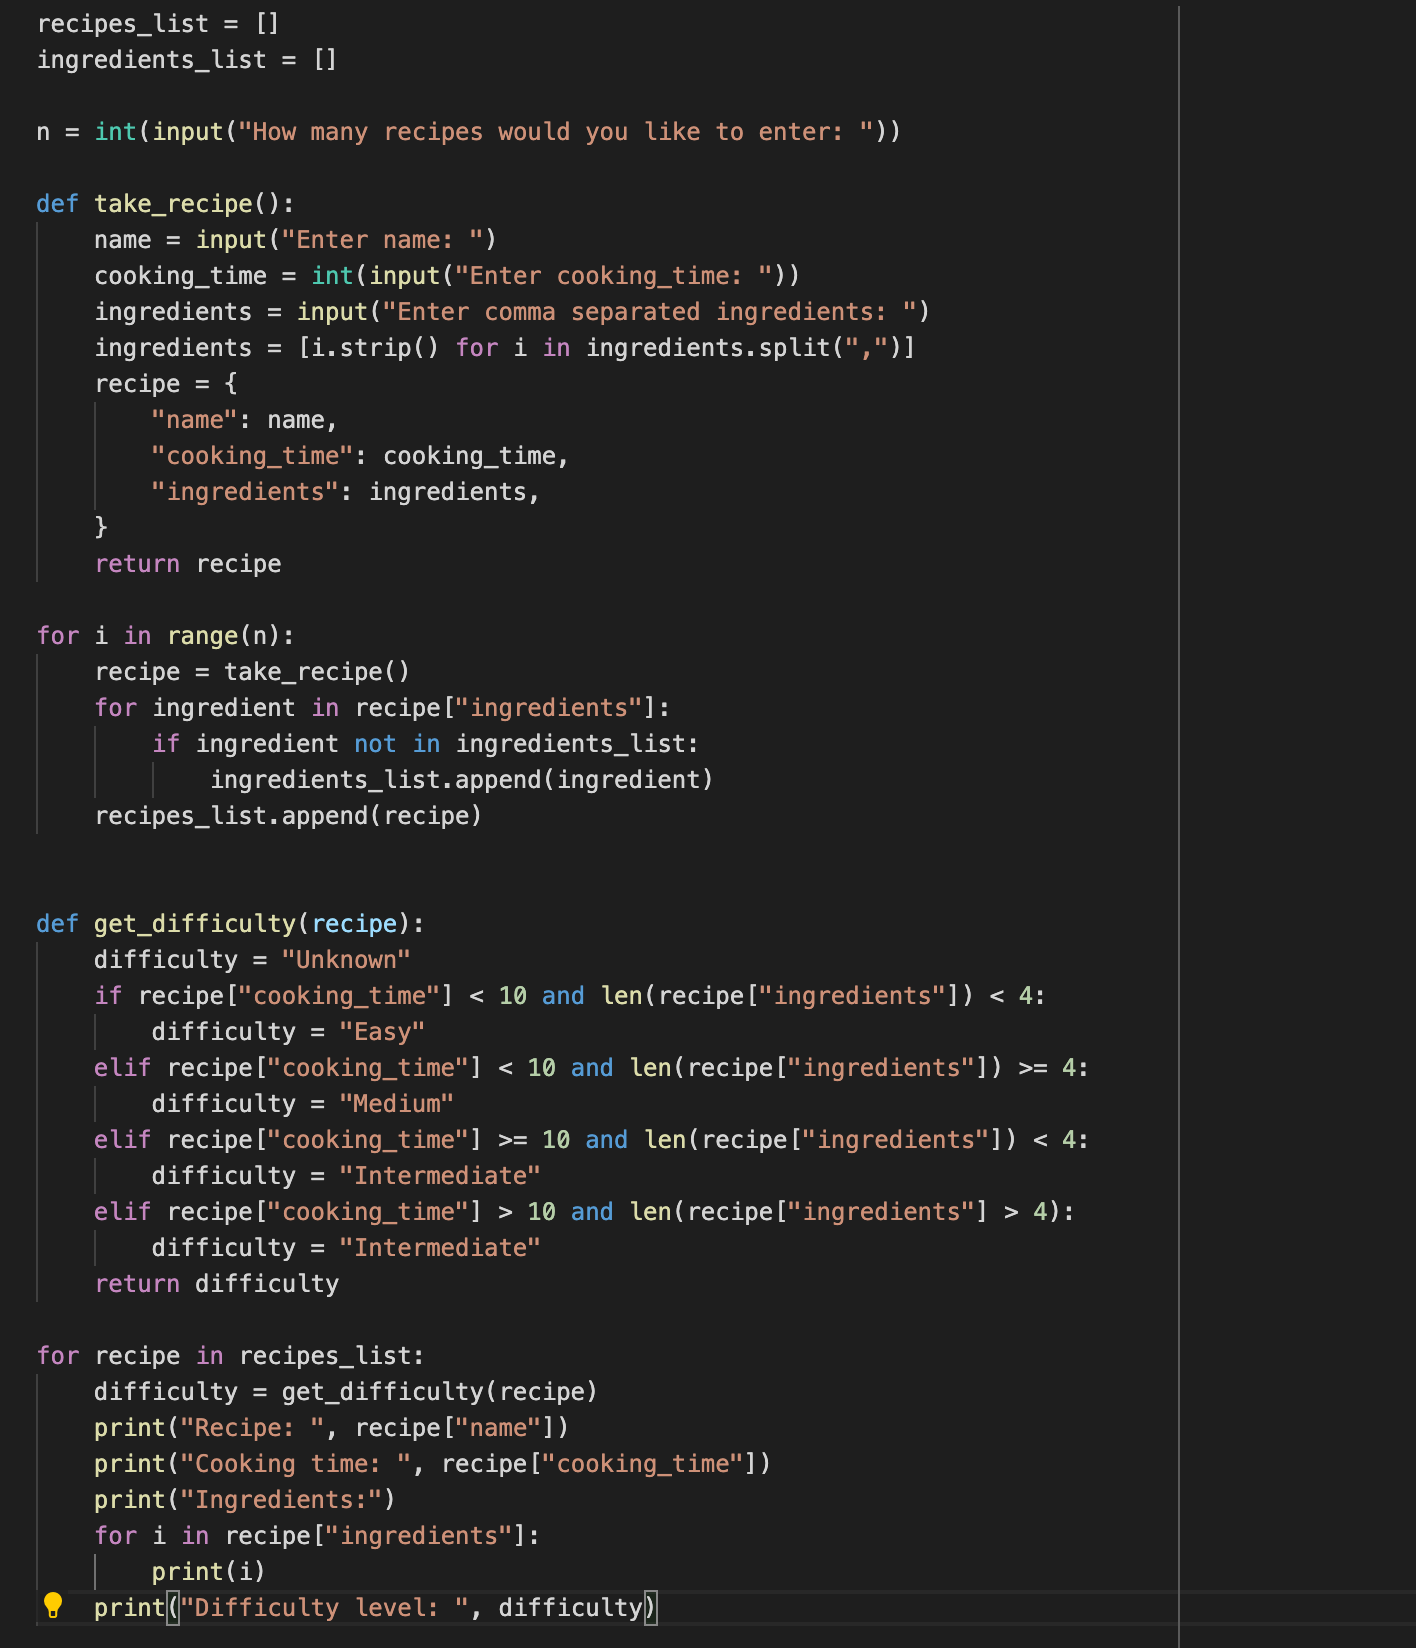 recipes_list = []
ingredients_list = []

n = int(input("How many recipes would you like to enter: "))

def take_recipe():
    name = input("Enter name: ")
    cooking_time = int(input("Enter cooking_time: "))
    ingredients = input("Enter comma separated ingredients: ")
    ingredients = [i.strip() for i in ingredients.split(",")]
    recipe = {
        "name": name,
        "cooking_time": cooking_time,
        "ingredients": ingredients,
    }
    return recipe

for i in range(n):
    recipe = take_recipe()
    for ingredient in recipe["ingredients"]:
        if ingredient not in ingredients_list:
            ingredients_list.append(ingredient)
    recipes_list.append(recipe)


def get_difficulty(recipe):
    difficulty = "Unknown"
    if recipe["cooking_time"] < 10 and len(recipe["ingredients"]) < 4:
        difficulty = "Easy"
    elif recipe["cooking_time"] < 10 and len(recipe["ingredients"]) >= 4:
        difficulty = "Medium"
    elif recipe["cooking_time"] >= 10 and len(recipe["ingredients"]) < 4:
        difficulty = "Intermediate"
    elif recipe["cooking_time"] > 10 and len(recipe["ingredients"] > 4):
        difficulty = "Intermediate"
    return difficulty

for recipe in recipes_list:
    difficulty = get_difficulty(recipe)
    print("Recipe: ", recipe["name"])
    print("Cooking time: ", recipe["cooking_time"])
    print("Ingredients:")
    for i in recipe["ingredients"]:
        print(i)
    print("Difficulty level: ", difficulty)